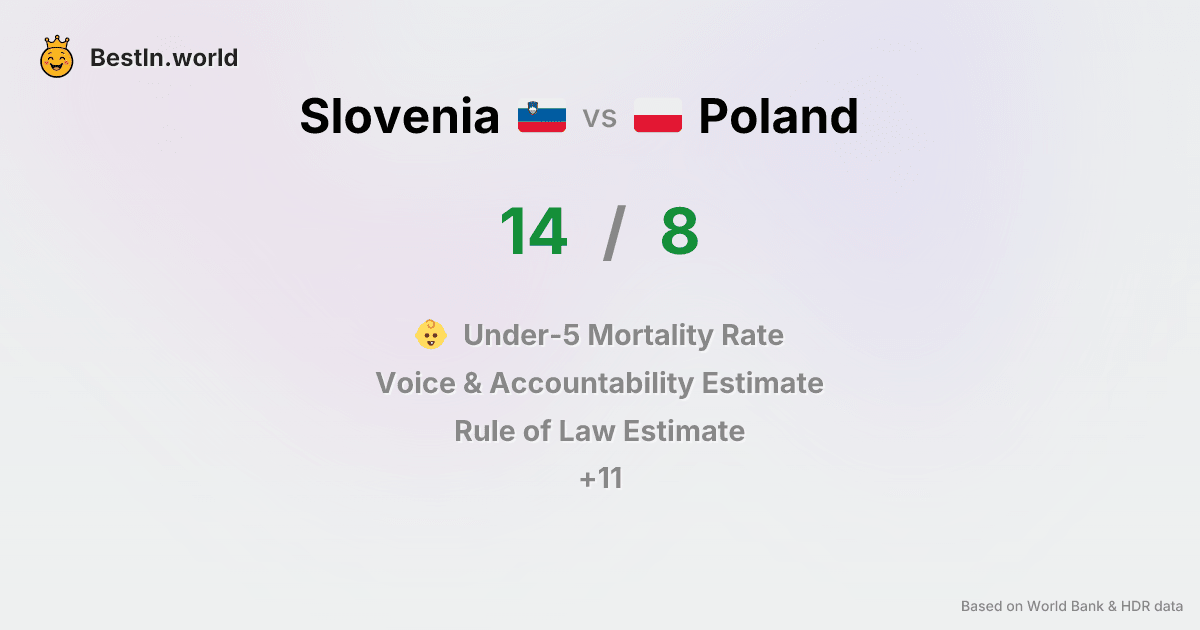 BestIn.world
Slovenia vs Poland
14 / 8
Under-5 Mortality Rate
Voice & Accountability Estimate
Rule of Law Estimate
+11
Based on World Bank & HDR data